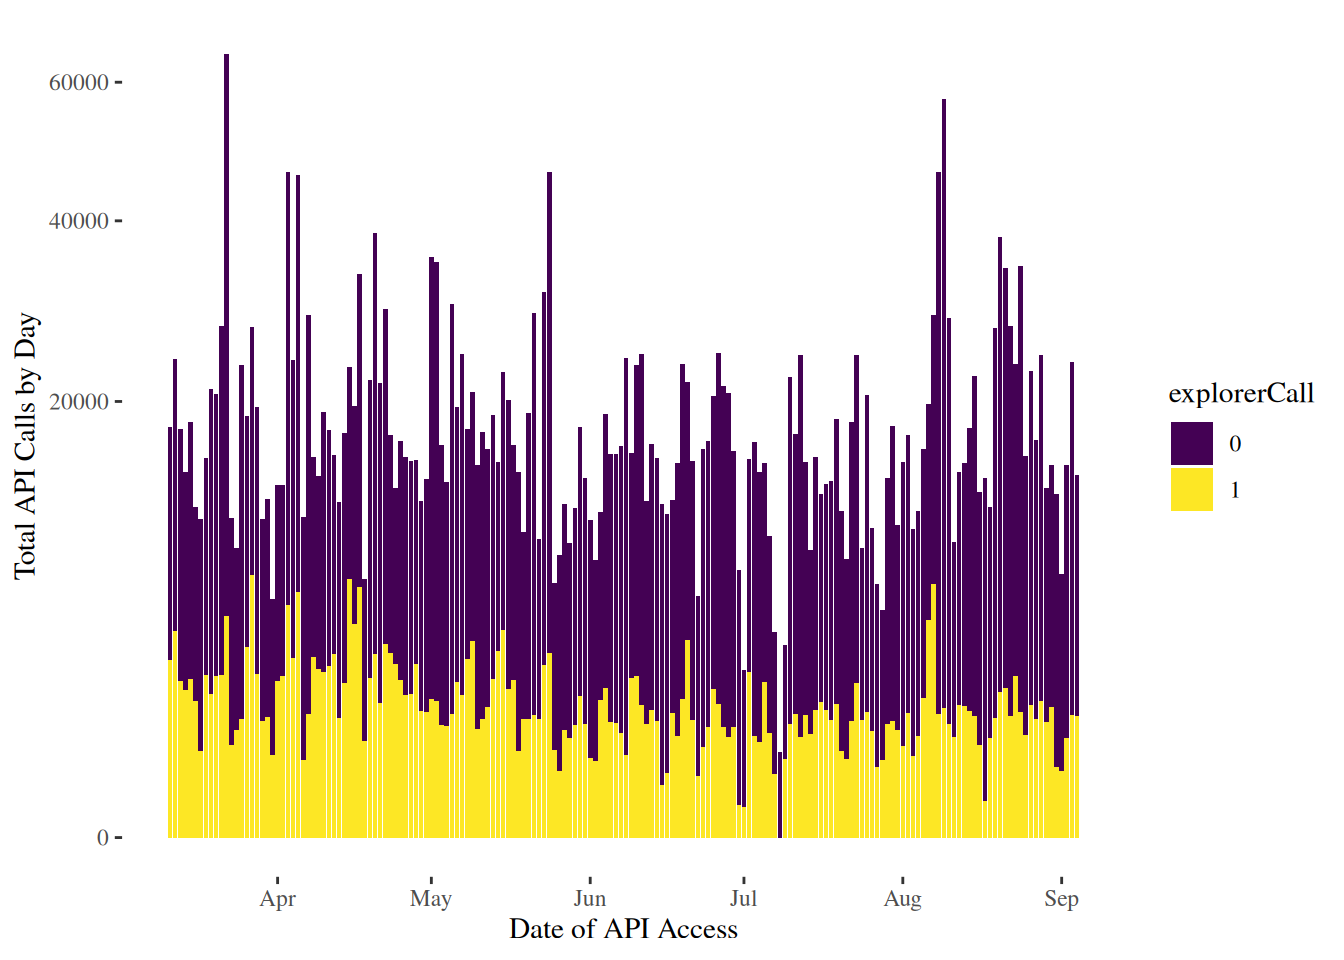 60000
40000
20000
0
Total API Calls by Day
Apr May Jun Jul Aug Sep
Date of API Access
explorerCall
0
1